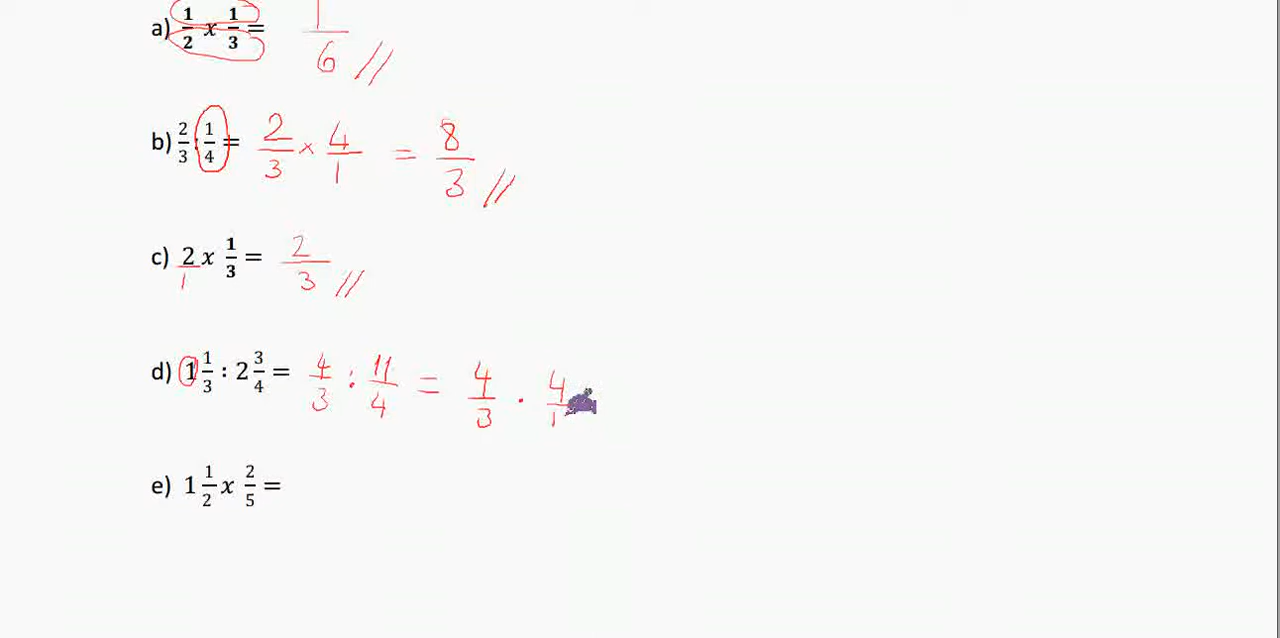 a) 1/2 x 1/3 = 1/6 //
b) 2/3 : 1/4 = 2/3 x 4/1 = 8/3 //
c) 2/1 x 1/3 = 2/3 //
d) 1 1/3 : 2 3/4 = 4/3 : 11/4 = 4/3 . 4/1
e) 1 1/2 x 2/5 =